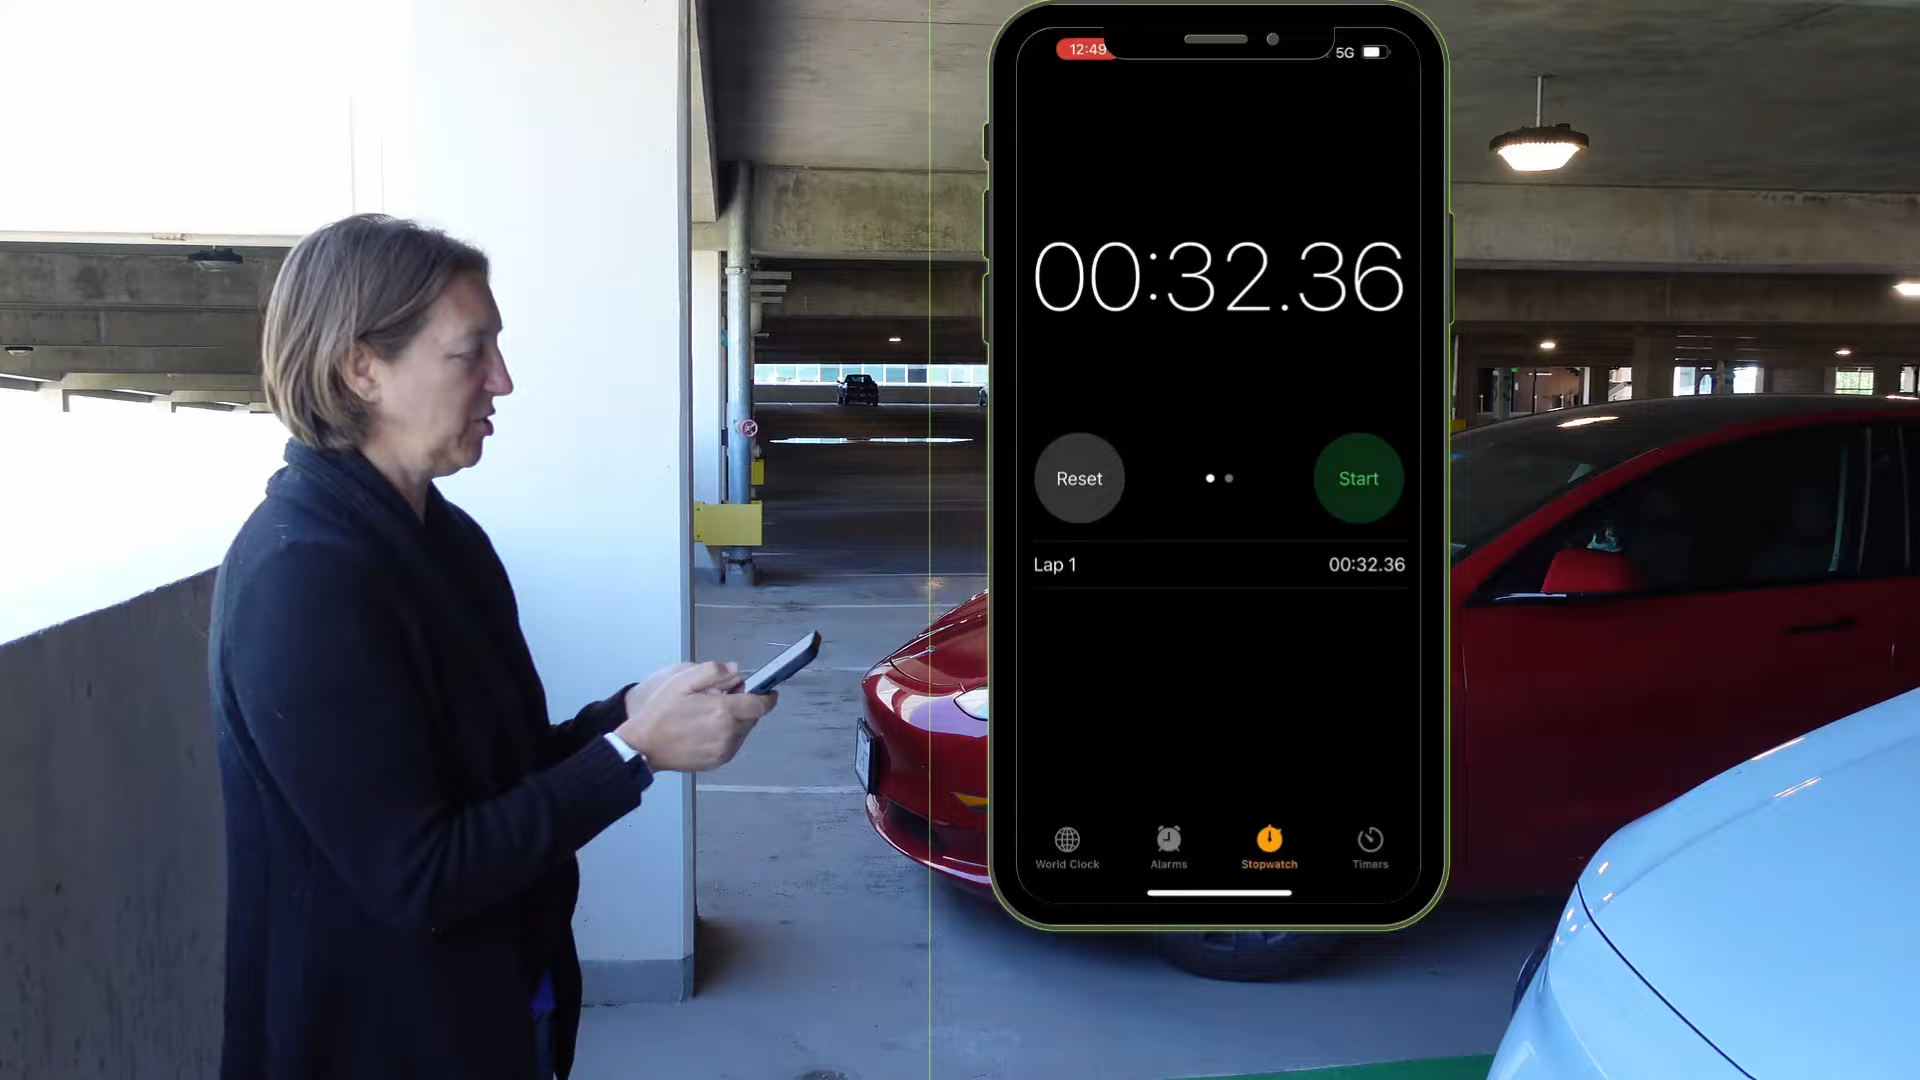 12:49
5G
00:32.36
Reset
Start
Lap 1 00:32.36
World Clock Alarms Stopwatch Timers